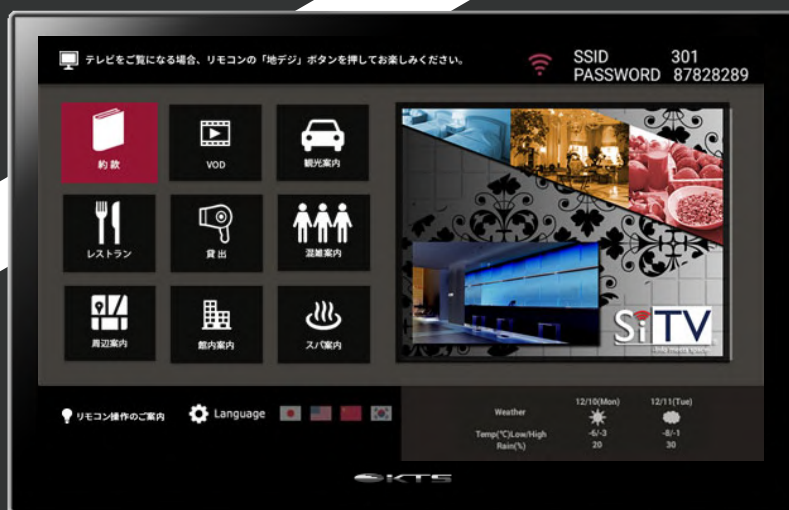 テレビをご覧になる場合、リモコンの「地デジ」ボタンを押してお楽しみください。
SSID 301
PASSWORD 87828289
約款
VOD
観光案内
レストラン
貸出
混雑案内
周辺案内
館内案内
スパ案内
SiTV
リモコン操作のご案内
Language
12/10(Mon) 12/11(Tue)
Weather
Temp(℃)Low/High -6/-3 -8/-1
Rain(%) 20 30
KTS